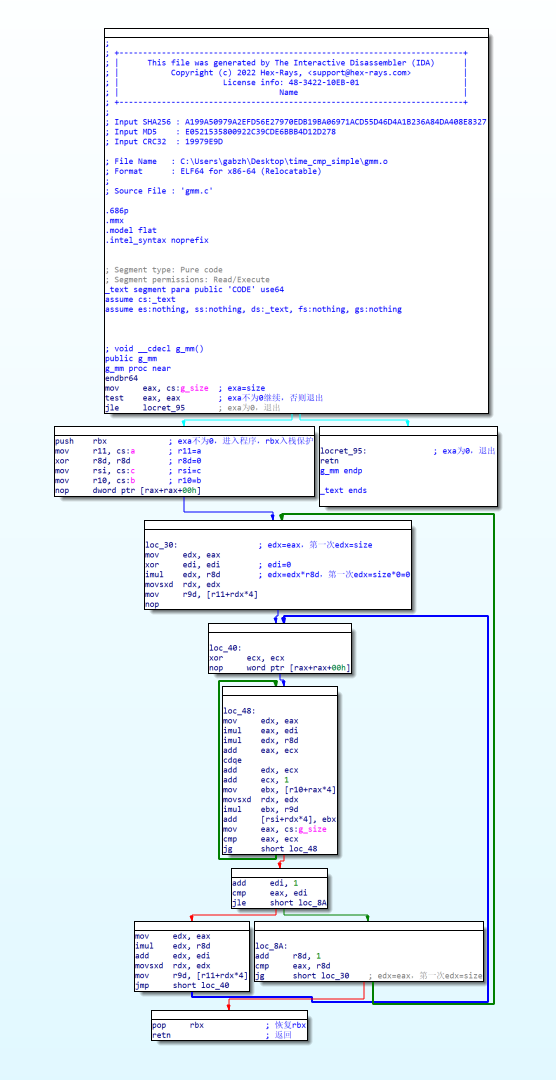 ;
; +-------------------------------------------------------------------------+
; | This file was generated by The Interactive Disassembler (IDA) |
; | Copyright (c) 2022 Hex-Rays, <support@hex-rays.com> |
; | License info: 48-3422-10EB-01 |
; | Name |
; +-------------------------------------------------------------------------+
;
; Input SHA256 : A199A50979A2EFD56E27970EDB19BA06971ACD55D46D4A1B236A84DA408E8327
; Input MD5    : E0521535800922C39CDE6BBB4D12D278
; Input CRC32  : 19979E9D

; File Name   : C:\Users\gabzh\Desktop\time_cmp_simple\gmm.o
; Format      : ELF64 for x86-64 (Relocatable)
;
; Source File : 'gmm.c'

.686p
.mmx
.model flat
.intel_syntax noprefix

; Segment type: Pure code
; Segment permissions: Read/Execute
_text segment para public 'CODE' use64
assume cs:_text
assume es:nothing, ss:nothing, ds:_text, fs:nothing, gs:nothing

; void __cdecl g_mm()
public g_mm
g_mm proc near
endbr64
mov     eax, cs:g_size  ; exa=size
test    eax, eax        ; exa不为0继续，否则退出
jle     locret_95       ; exa为0，退出
push    rbx             ; exa不为0，进入程序，rbx入栈保护
mov     r11, cs:a       ; r11=a
xor     r8d, r8d        ; r8d=0
mov     rsi, cs:c       ; rsi=c
mov     r10, cs:b       ; r10=b
nop     dword ptr [rax+rax+00h]
locret_95:              ; exa为0，退出
retn
g_mm endp

_text ends
loc_30:                 ; edx=eax，第一次edx=size
mov     edx, eax
xor     edi, edi        ; edi=0
imul    edx, r8d        ; edx=edx*r8d，第一次edx=size*0=0
movsxd  rdx, edx
mov     r9d, [r11+rdx*4]
nop
loc_40:
xor     ecx, ecx
nop     word ptr [rax+rax+00h]
loc_48:
mov     edx, eax
imul    eax, edi
imul    edx, r8d
add     eax, ecx
cdqe
add     edx, ecx
add     ecx, 1
mov     ebx, [r10+rax*4]
movsxd  rdx, edx
imul    ebx, r9d
add     [rsi+rdx*4], ebx
mov     eax, cs:g_size
cmp     eax, ecx
jg      short loc_48
add     edi, 1
cmp     eax, edi
jle     short loc_8A
mov     edx, eax
imul    edx, r8d
add     edx, edi
movsxd  rdx, edx
mov     r9d, [r11+rdx*4]
jmp     short loc_40
loc_8A:
add     r8d, 1
cmp     eax, r8d
jg      short loc_30    ; edx=eax，第一次edx=size
pop     rbx             ; 恢复rbx
retn                    ; 返回